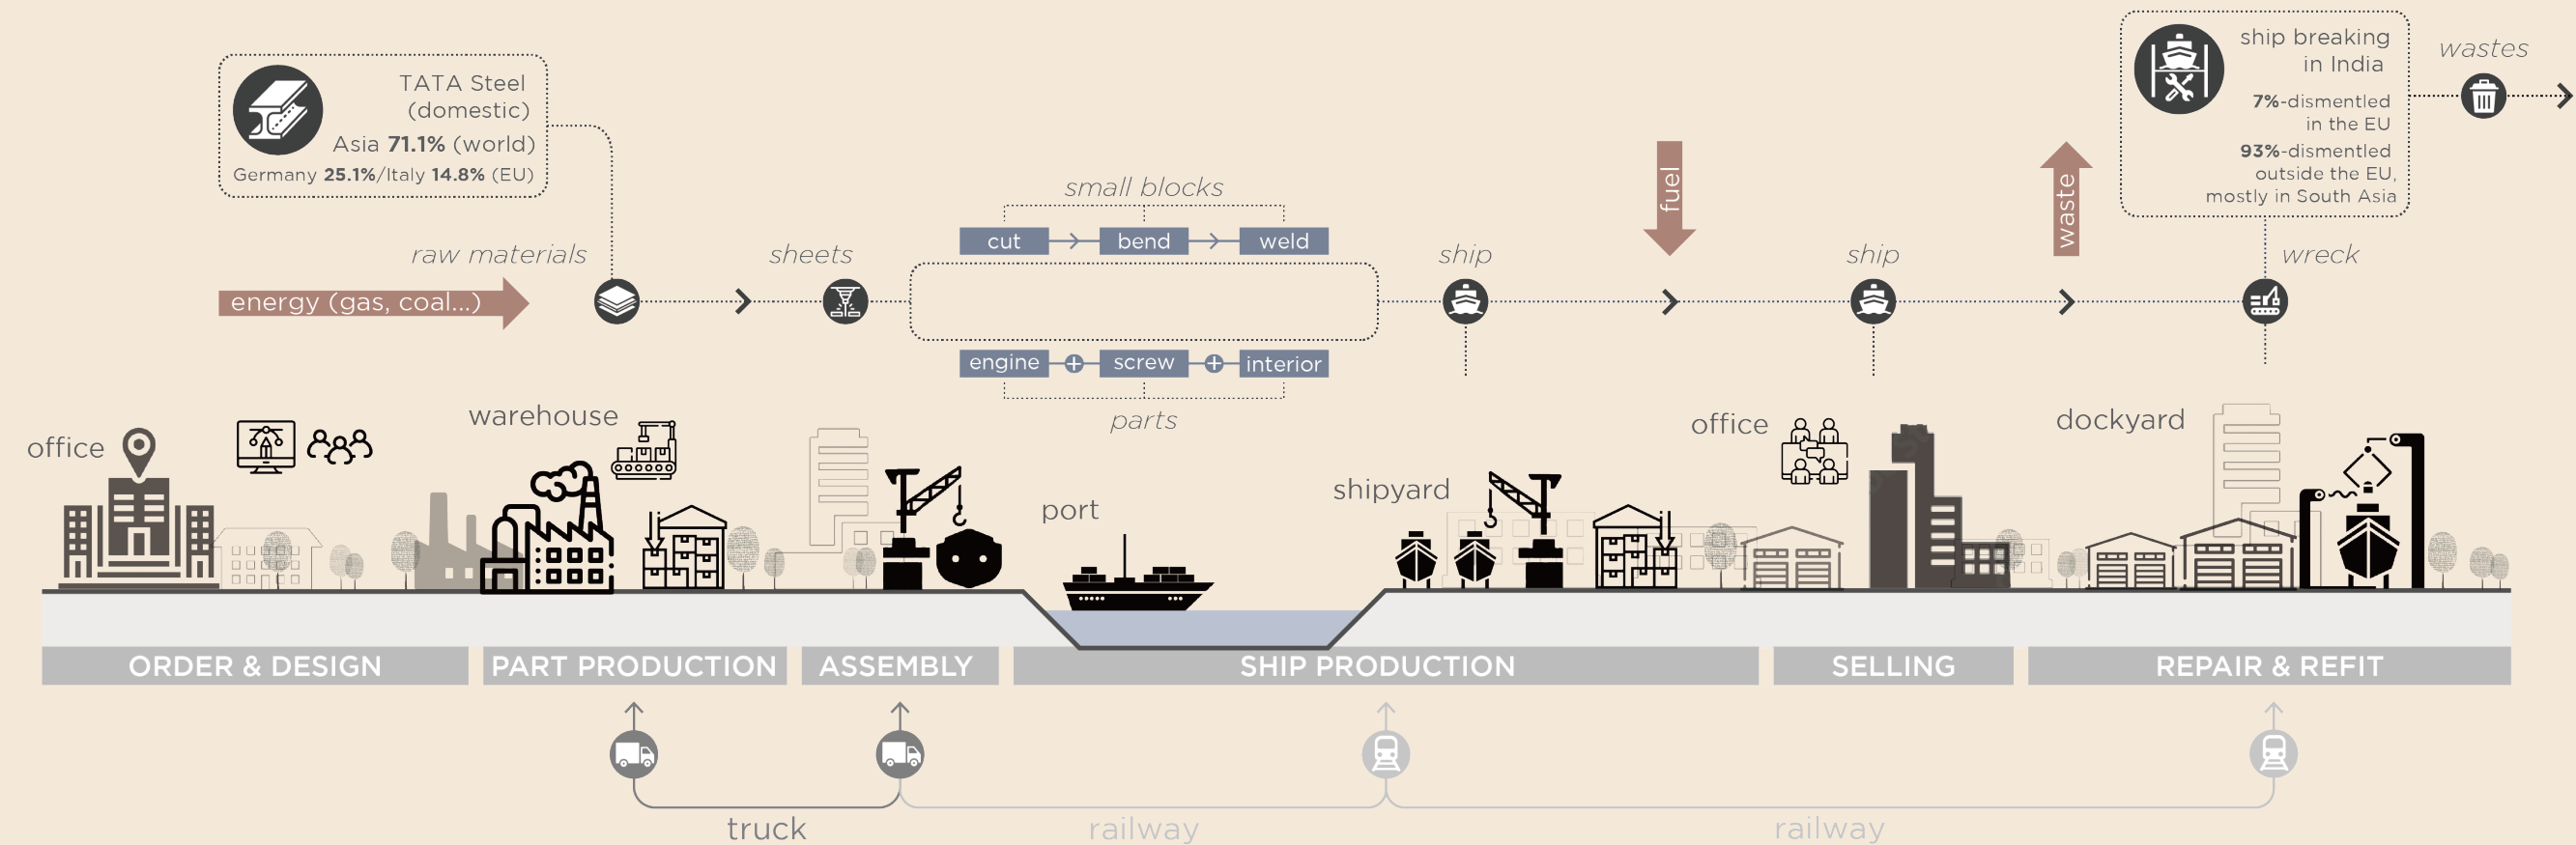 TATA Steel
(domestic)
Asia 71.1% (world)
Germany 25.1%/Italy 14.8% (EU)
ship breaking
in India
7%-dismentled
in the EU
93%-dismentled
outside the EU,
mostly in South Asia
wastes
raw materials
energy (gas, coal...)
sheets
small blocks
cut
bend
weld
engine
screw
interior
parts
ship
fuel
ship
waste
wreck
office
warehouse
port
shipyard
office
dockyard
ORDER & DESIGN
PART PRODUCTION
ASSEMBLY
SHIP PRODUCTION
SELLING
REPAIR & REFIT
truck
railway
railway